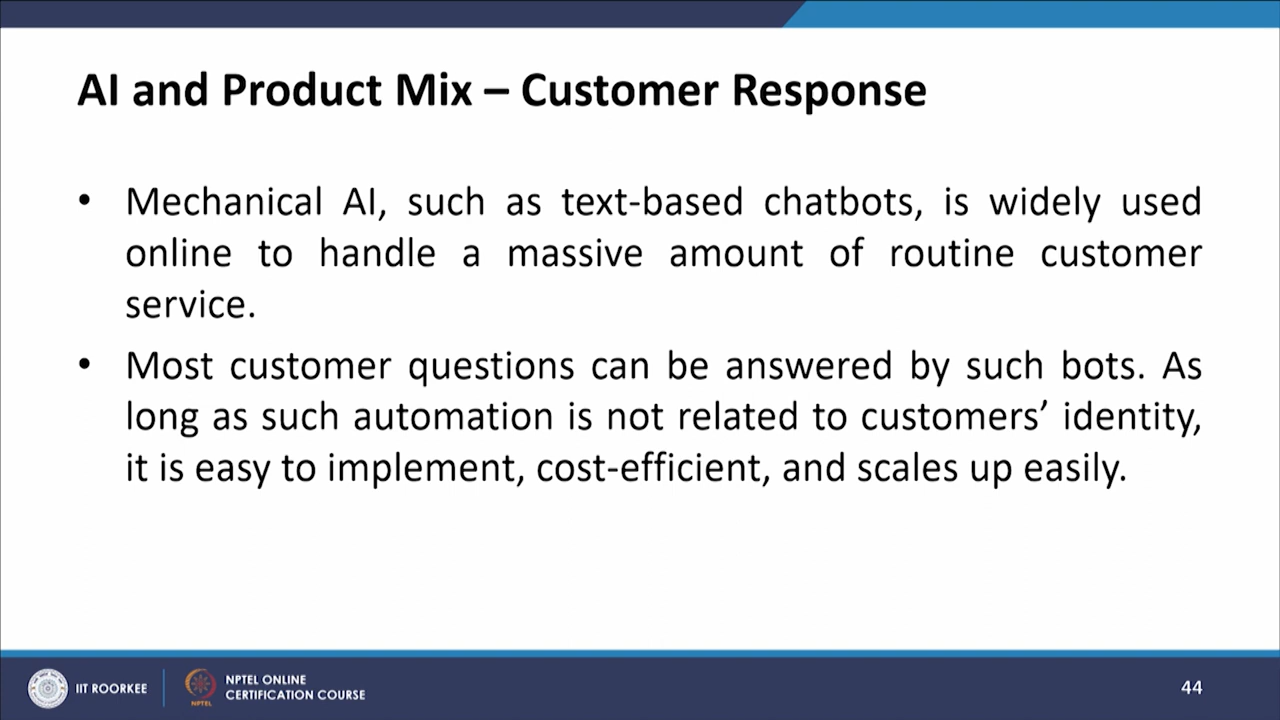 AI and Product Mix – Customer Response
• Mechanical AI, such as text-based chatbots, is widely used
online to handle a massive amount of routine customer
service.
• Most customer questions can be answered by such bots. As
long as such automation is not related to customers’ identity,
it is easy to implement, cost-efficient, and scales up easily.
IIT ROORKEE
NPTEL
NPTEL ONLINE
CERTIFICATION COURSE
44